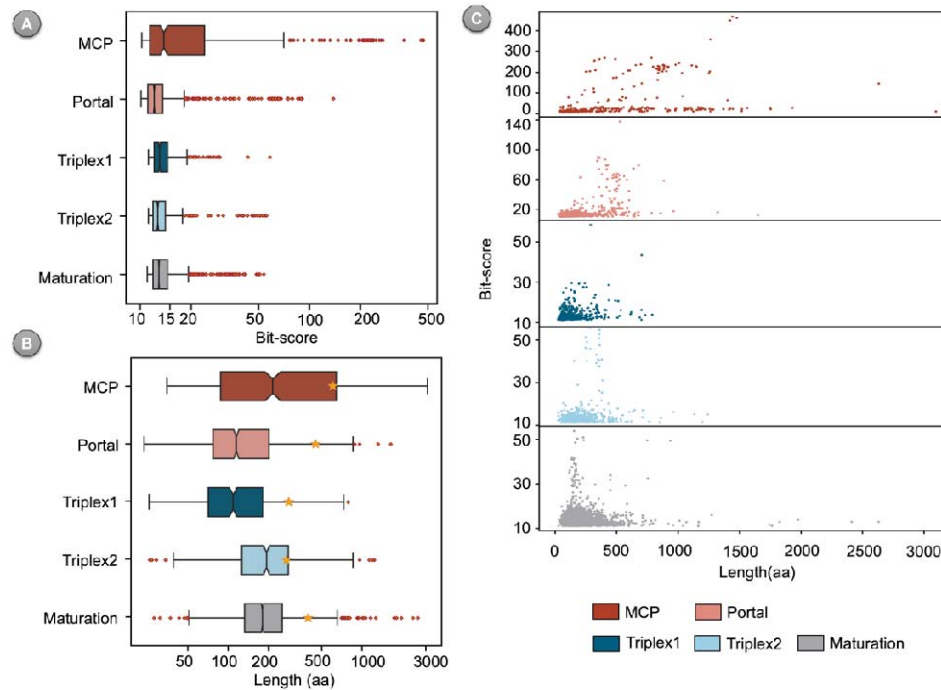 A
MCP
Portal
Triplex1
Triplex2
Maturation
10 15 20 50 100 200 500
Bit-score
B
MCP
Portal
Triplex1
Triplex2
Maturation
50 100 200 500 1000 3000
Length (aa)
C
400
300
200
100
0
140
100
60
20
50
30
10
50
30
10
50
30
10
Bit-score
0 500 1000 1500 2000 2500 3000
Length(aa)
MCP Portal
Triplex1 Triplex2 Maturation